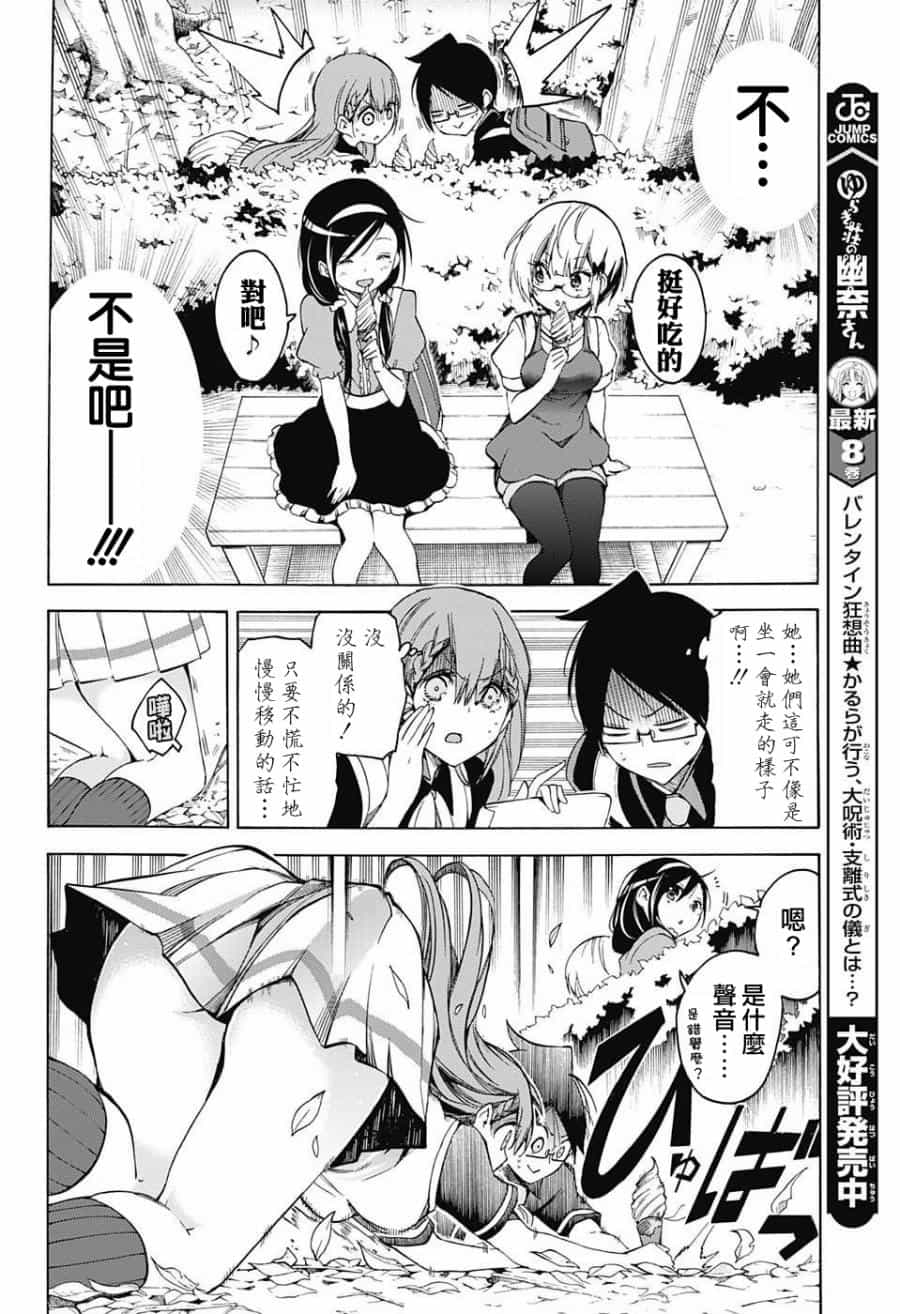 不…
挺好吃的
對吧♪
不是吧——!!!
她…她們這可不像是
坐一會就走的樣子
啊…!!
沒
沒關係的!
只要不慌不忙地
慢慢移動的話…
嘩啦
嗯?
是什麼
聲音……
是錯覺麼?
びゅ
ばっ
JC
JUMP
COMICS
ゆらぎ荘の幽奈さん
最新
8
巻
バレンタイン狂想曲★かるらが行う、大呪術・支離式の儀とは…?
大好評発売中